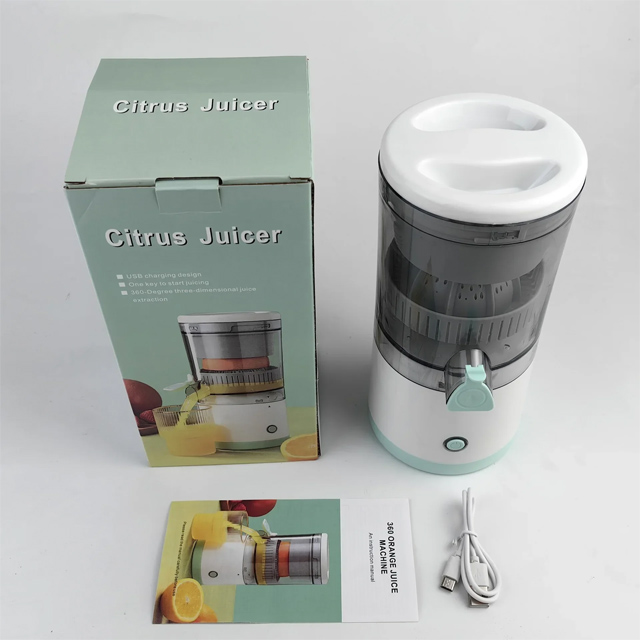 Citrus Juicer
Citrus Juicer
USB charging design
One key to start juicing
360-Degree three-dimensional juice
extraction
360 ORANGE JUICE
MACHINE
An instruction manual